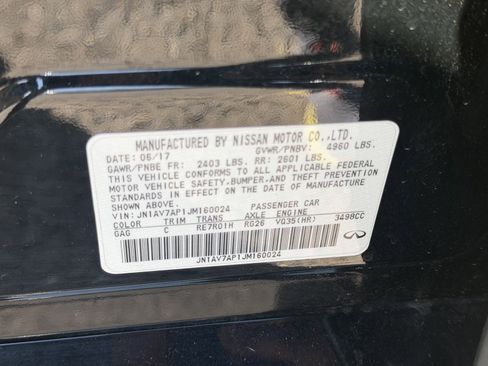 MANUFACTURED BY NISSAN MOTOR CO.,LTD.
DATE: 06/17 GVWR/PNBV: 4960 LBS.
GAWR/PNBE FR: 2403 LBS. RR: 2601 LBS.
THIS VEHICLE CONFORMS TO ALL APPLICABLE FEDERAL
MOTOR VEHICLE SAFETY,BUMPER,AND THEFT PREVENTION
STANDARDS IN EFFECT ON THE DATE OF MANUFACTURE
SHOWN ABOVE.
VIN: JN1AV7AP1JM160024 PASSENGER CAR
COLOR TRIM TRANS AXLE ENGINE
GAG C RE7R01H RG26 VQ35(HR) 3498CC
JN1AV7AP1JM160024